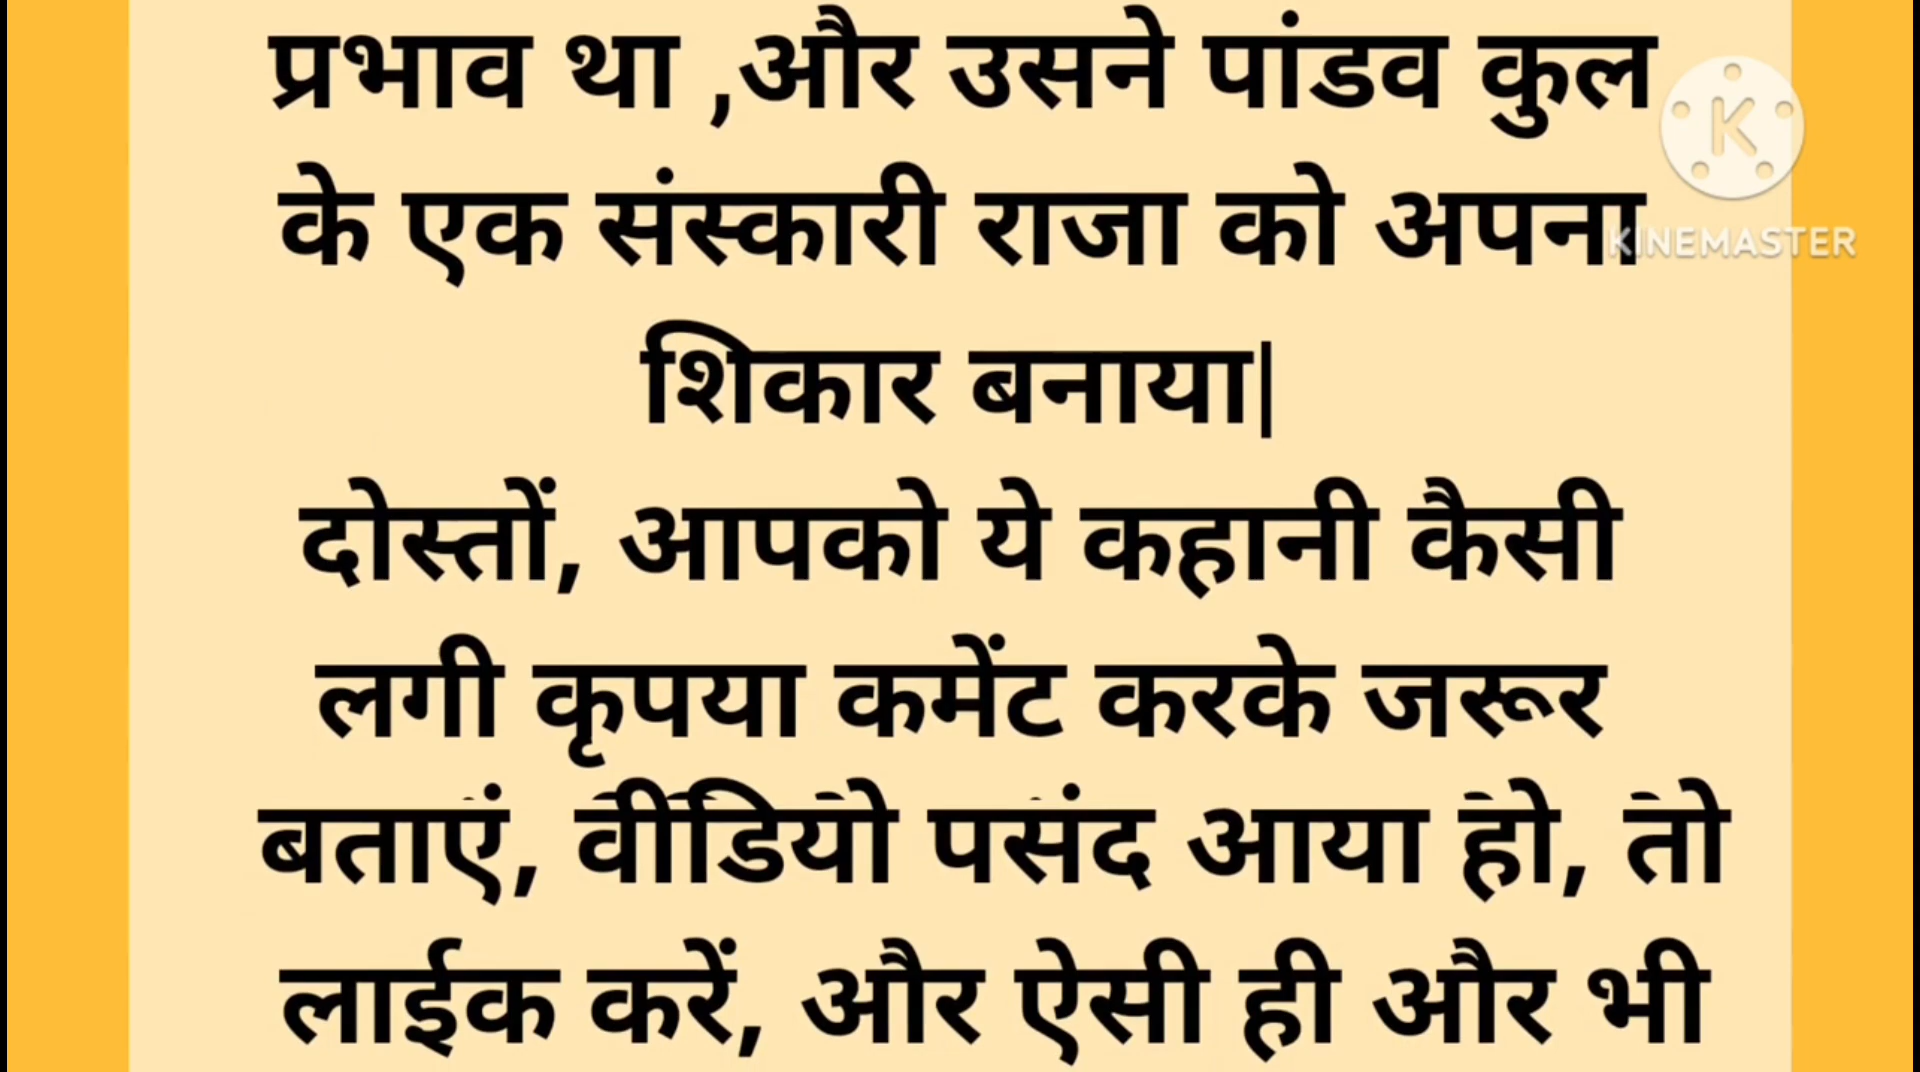 प्रभाव था ,और उसने पांडव कुल
के एक संस्कारी राजा को अपना
शिकार बनाया|
दोस्तों, आपको ये कहानी कैसी
लगी कृपया कमेंट करके जरूर
बताएं, वीडियो पसंद आया हो, तो
लाईक करें, और ऐसी ही और भी
K
KINEMASTER